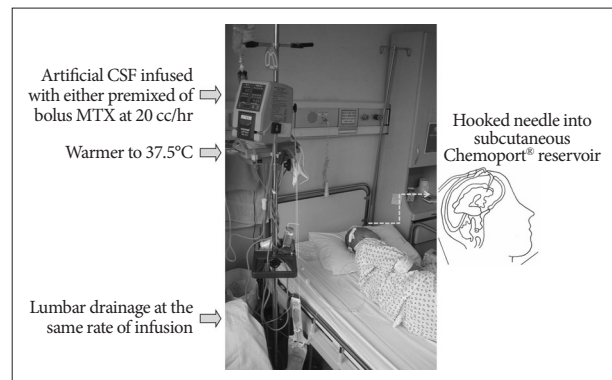 Artificial CSF infused
with either premixed of
bolus MTX at 20 cc/hr
Warmer to 37.5°C
Lumbar drainage at the
same rate of infusion
Hooked needle into
subcutaneous
Chemoport® reservoir